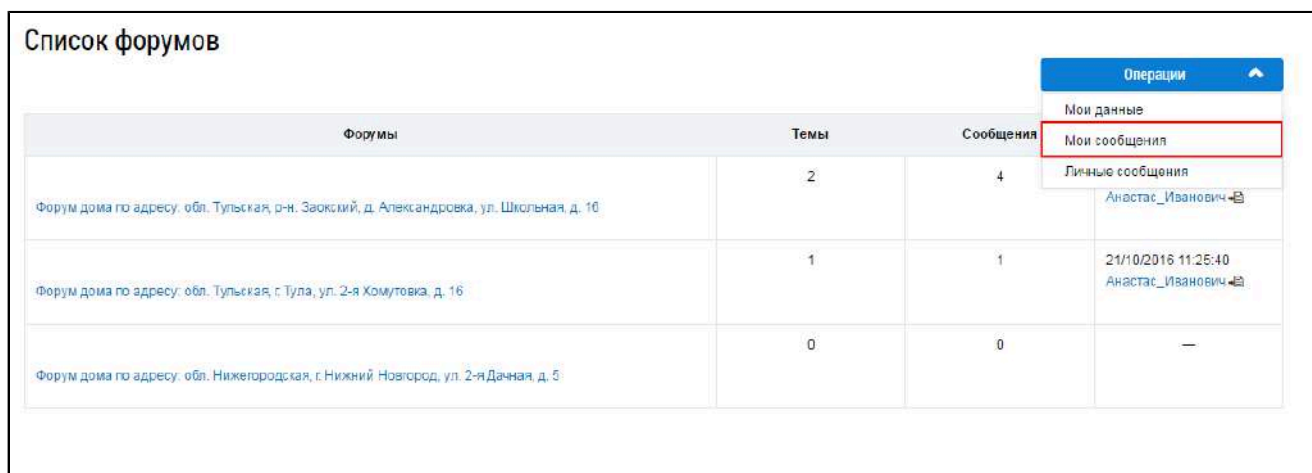 Список форумов
Операции
Мои данные
Мои сообщения
Личные сообщения
Форумы Темы Сообщения
2 4
Форум дома по адресу: обл. Тульская, р-н. Заокский, д. Александровка, ул. Школьная, д. 16
Анастас_Иванович
1 1 21/10/2016 11:25:40
Форум дома по адресу: обл. Тульская, г. Тула, ул. 2-я Хомутовка, д. 16
Анастас_Иванович
0 0 —
Форум дома по адресу: обл. Нижегородская, г. Нижний Новгород, ул. 2-я Дачная, д. 5